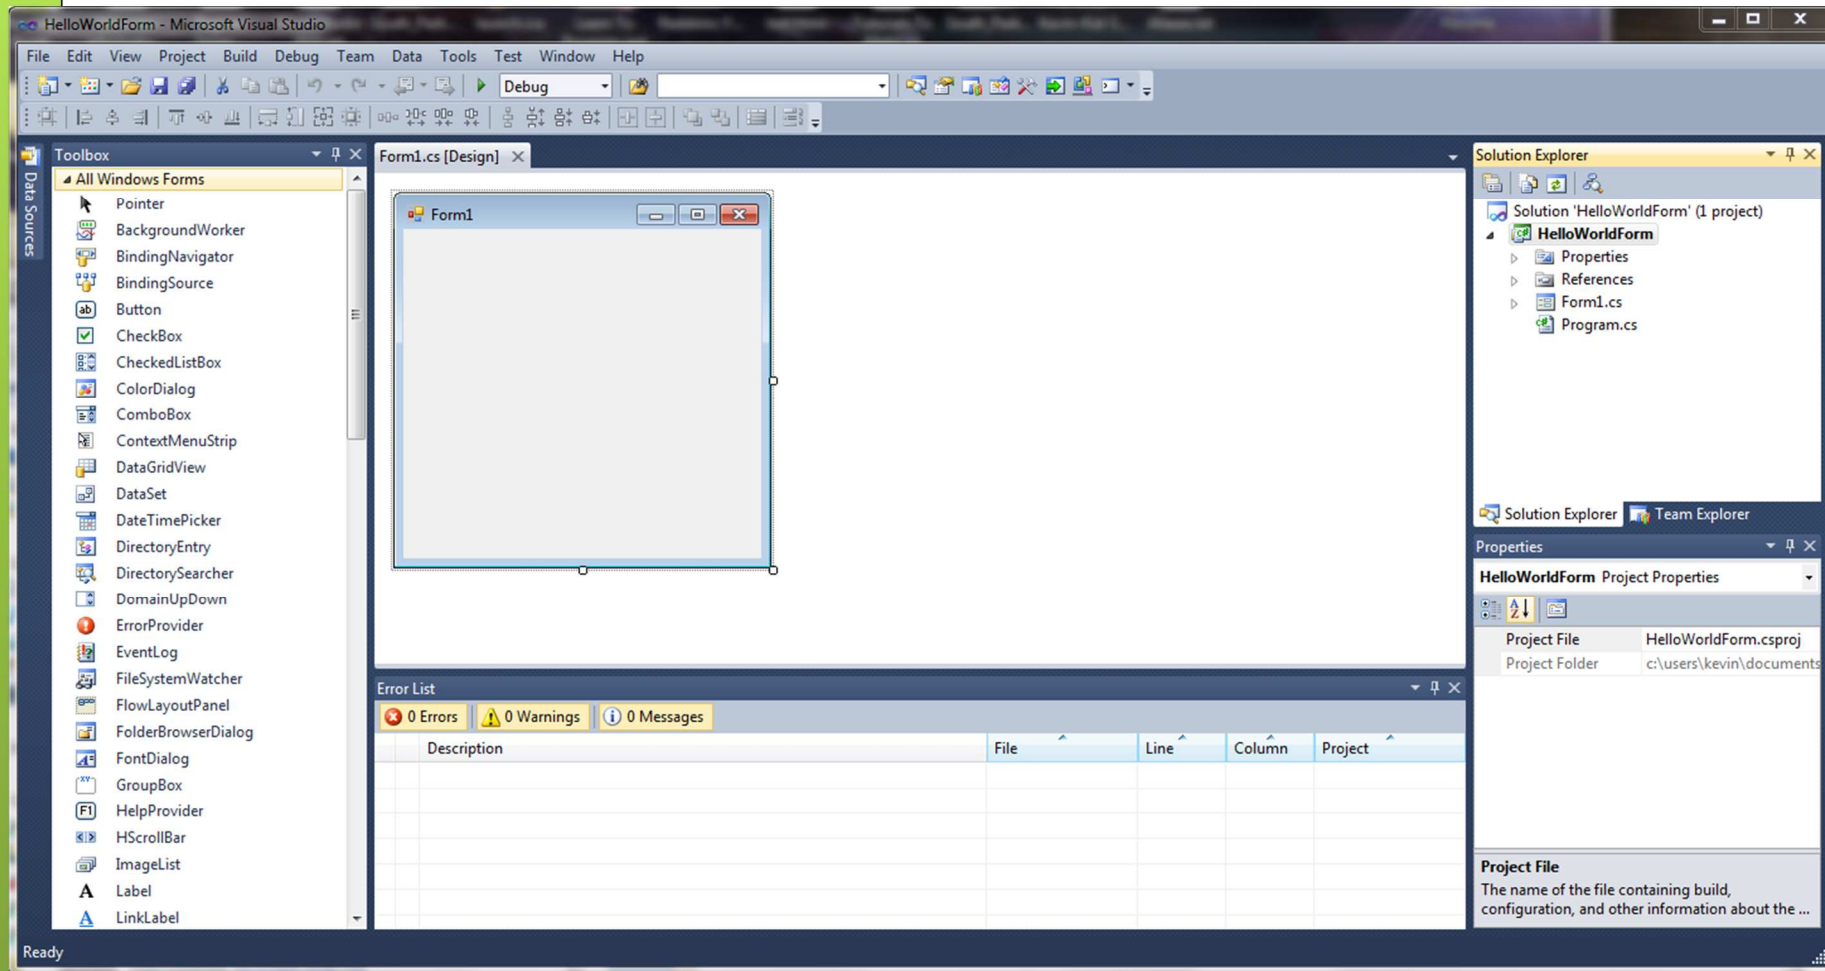 HelloWorldForm - Microsoft Visual Studio
File Edit View Project Build Debug Team Data Tools Test Window Help
Debug
Data Sources
Toolbox
All Windows Forms
Pointer
BackgroundWorker
BindingNavigator
BindingSource
ab Button
CheckBox
CheckedListBox
ColorDialog
ComboBox
ContextMenuStrip
DataGridView
DataSet
DateTimePicker
DirectoryEntry
DirectorySearcher
DomainUpDown
ErrorProvider
EventLog
FileSystemWatcher
FlowLayoutPanel
FolderBrowserDialog
FontDialog
GroupBox
F1 HelpProvider
HScrollBar
ImageList
A Label
A LinkLabel
Form1.cs [Design]
Form1
Error List
0 Errors 0 Warnings 0 Messages
Description File Line Column Project
Solution Explorer
Solution 'HelloWorldForm' (1 project)
HelloWorldForm
Properties
References
Form1.cs
Program.cs
Solution Explorer Team Explorer
Properties
HelloWorldForm Project Properties
Project File HelloWorldForm.csproj
Project Folder c:\users\kevin\documents
Project File
The name of the file containing build,
configuration, and other information about the ...
Ready